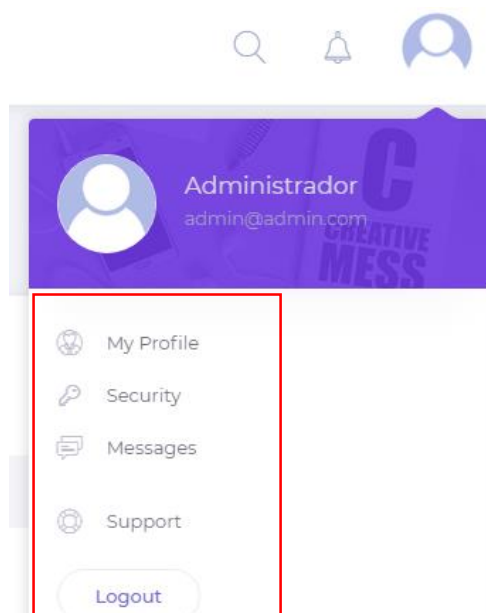 Administrador
admin@admin.com
C
CREATIVE
MESS
My Profile
Security
Messages
Support
Logout